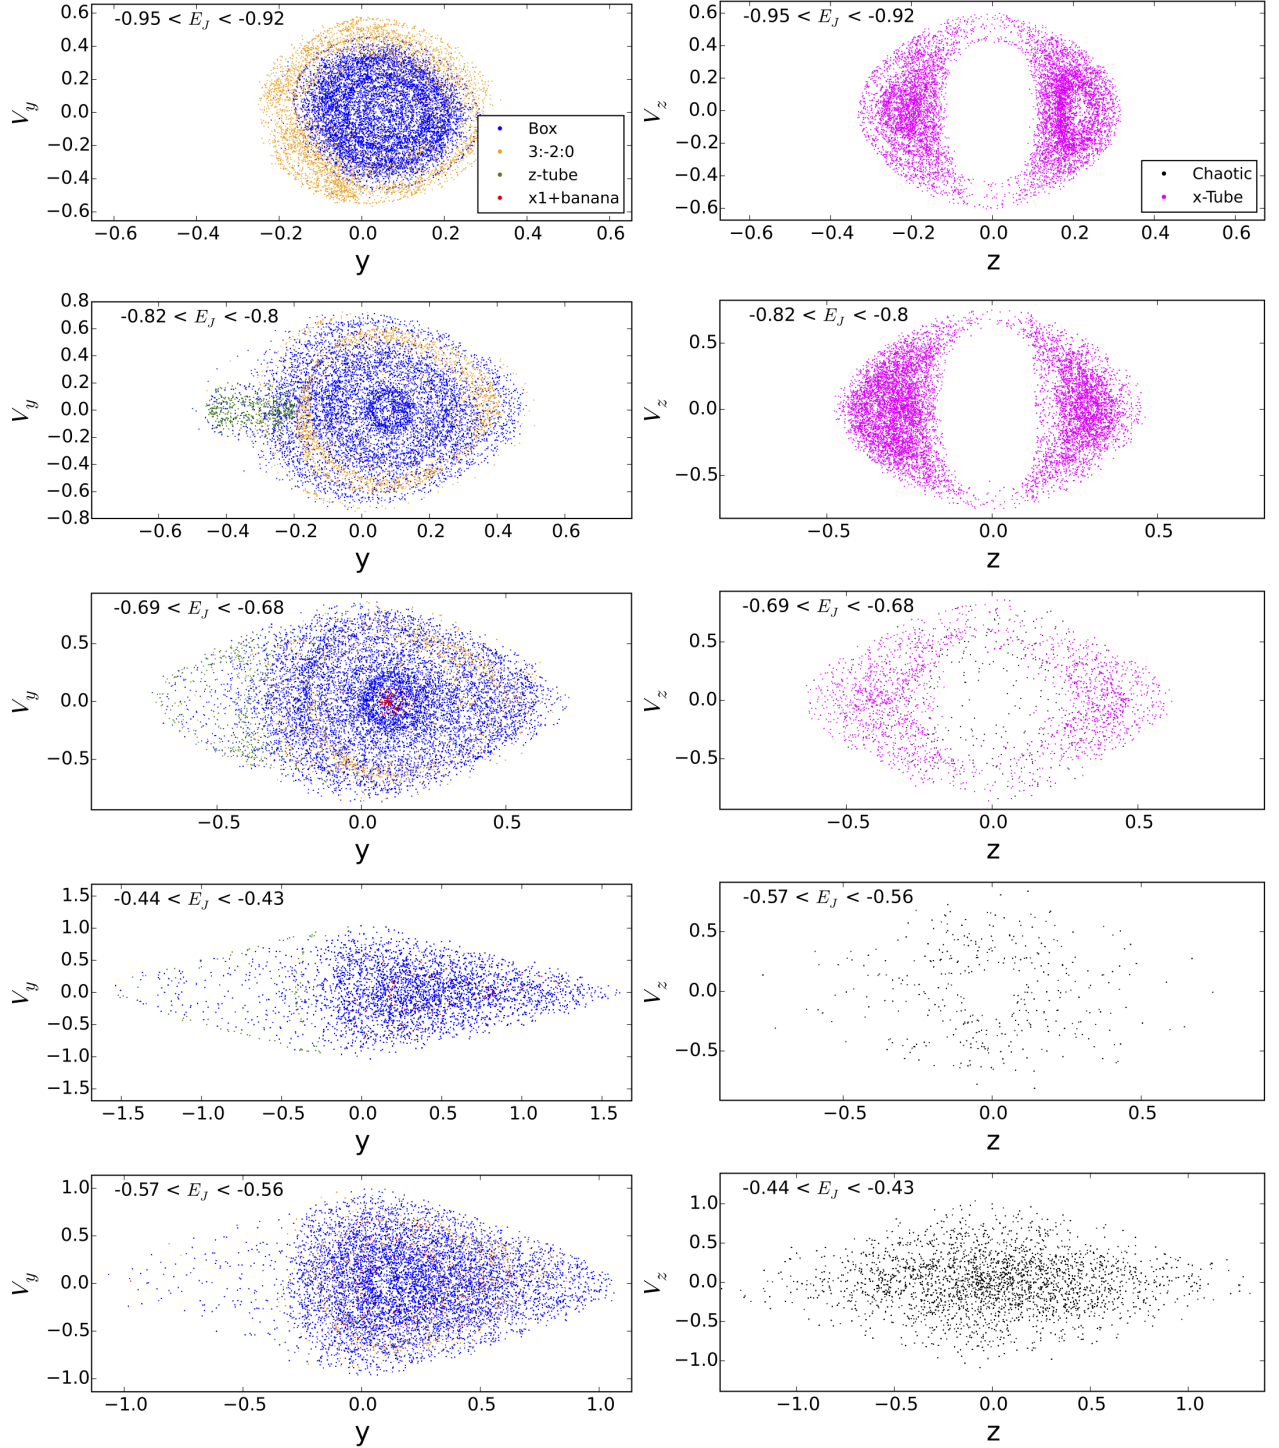 -0.95 < E_J < -0.92
0.6
0.4
0.2
0.0
−0.2
−0.4
−0.6
V_y
Box
3:-2:0
z-tube
x1+banana
−0.6 −0.4 −0.2 0.0 0.2 0.4 0.6
y
-0.95 < E_J < -0.92
0.6
0.4
0.2
0.0
−0.2
−0.4
−0.6
V_z
Chaotic
x-Tube
−0.6 −0.4 −0.2 0.0 0.2 0.4 0.6
z
-0.82 < E_J < -0.8
0.8
0.6
0.4
0.2
0.0
−0.2
−0.4
−0.6
−0.8
V_y
−0.6 −0.4 −0.2 0.0 0.2 0.4 0.6
y
-0.82 < E_J < -0.8
0.5
0.0
−0.5
V_z
−0.5 0.0 0.5
z
-0.69 < E_J < -0.68
0.5
0.0
−0.5
V_y
−0.5 0.0 0.5
y
-0.69 < E_J < -0.68
0.5
0.0
−0.5
V_z
−0.5 0.0 0.5
z
-0.44 < E_J < -0.43
1.5
1.0
0.5
0.0
−0.5
−1.0
−1.5
V_y
−1.5 −1.0 −0.5 0.0 0.5 1.0 1.5
y
-0.57 < E_J < -0.56
0.5
0.0
−0.5
V_z
−0.5 0.0 0.5
z
-0.57 < E_J < -0.56
1.0
0.5
0.0
−0.5
−1.0
V_y
−1.0 −0.5 0.0 0.5 1.0
y
-0.44 < E_J < -0.43
1.0
0.5
0.0
−0.5
−1.0
V_z
−1.0 −0.5 0.0 0.5 1.0
z